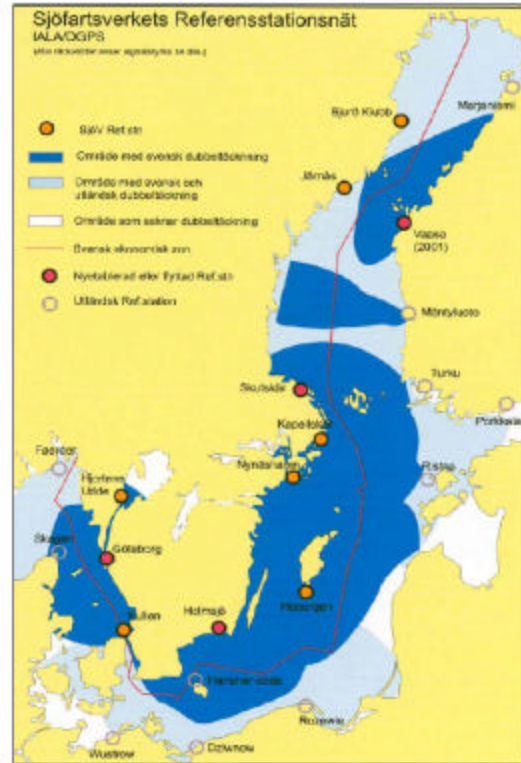 Sjöfartsverkets Referensstationsnät
IALA/DGPS
SjöV Ref.stn
Område med svensk dubbeltäckning
Område med svensk och
utländsk dubbeltäckning
Område som saknar dubbeltäckning
Svensk ekonomisk zon
Nyetablerad eller flyttad Ref.stn
Utländsk Ref.station
Marjaniemi
Bjurö Klubb
Järnäs
Vapso
(2001)
Mäntyluoto
Turku
Skutskär
Porkkala
Kapellskär
Faerder
Nynäshamn
Ristna
Hjortens
Udde
Skagen
Göteborg
Hoburgen
Holmsjö
Kullen
Hammer odde
Rozewie
Wustrow
Dziwnow